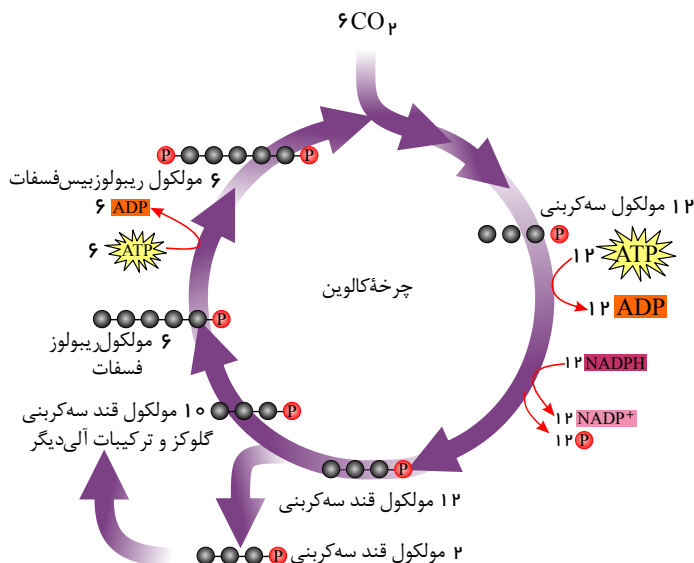 ۶CO۲
P P
۶ مولکول ریبولوزبیس‌فسفات
۶ ADP
۶ ATP
۱۲ مولکول سه‌کربنی
P
۱۲ ATP
۱۲ ADP
چرخهٔ کالوین
P
۶ مولکول ریبولوز
فسفات
۱۲ NADPH
۱۲ NADP+
۱۲ P
P
۱۰ مولکول قند سه‌کربنی
گلوکز و ترکیبات آلی‌دیگر
P
۱۲ مولکول قند سه‌کربنی
P
۲ مولکول قند سه‌کربنی